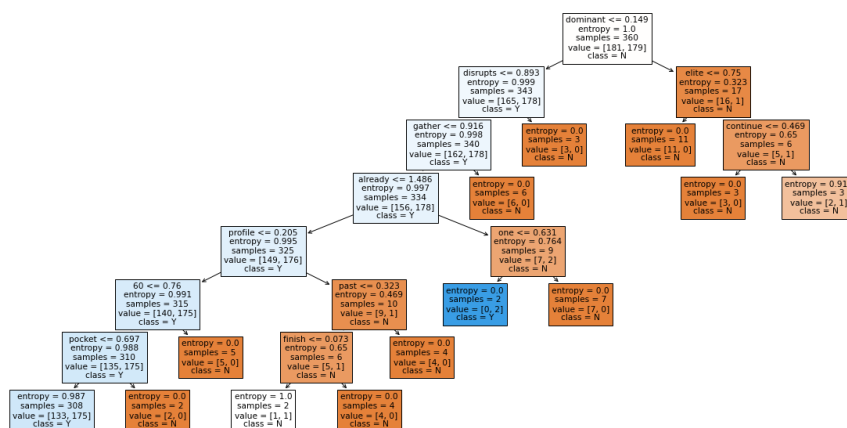 dominant <= 0.149
entropy = 1.0
samples = 360
value = [181, 179]
class = N
disrupts <= 0.893
entropy = 0.999
samples = 343
value = [165, 178]
class = Y
elite <= 0.75
entropy = 0.323
samples = 17
value = [16, 1]
class = N
gather <= 0.916
entropy = 0.998
samples = 340
value = [162, 178]
class = Y
entropy = 0.0
samples = 3
value = [3, 0]
class = N
entropy = 0.0
samples = 11
value = [11, 0]
class = N
continue <= 0.469
entropy = 0.65
samples = 6
value = [5, 1]
class = N
already <= 1.486
entropy = 0.997
samples = 334
value = [156, 178]
class = Y
entropy = 0.0
samples = 6
value = [6, 0]
class = N
entropy = 0.0
samples = 3
value = [3, 0]
class = N
entropy = 0.91
samples = 3
value = [2, 1]
class = N
profile <= 0.205
entropy = 0.995
samples = 325
value = [149, 176]
class = Y
one <= 0.631
entropy = 0.764
samples = 9
value = [7, 2]
class = N
60 <= 0.76
entropy = 0.991
samples = 315
value = [140, 175]
class = Y
past <= 0.323
entropy = 0.469
samples = 10
value = [9, 1]
class = N
entropy = 0.0
samples = 2
value = [0, 2]
class = Y
entropy = 0.0
samples = 7
value = [7, 0]
class = N
pocket <= 0.697
entropy = 0.988
samples = 310
value = [135, 175]
class = Y
entropy = 0.0
samples = 5
value = [5, 0]
class = N
finish <= 0.073
entropy = 0.65
samples = 6
value = [5, 1]
class = N
entropy = 0.0
samples = 4
value = [4, 0]
class = N
entropy = 0.987
samples = 308
value = [133, 175]
class = Y
entropy = 0.0
samples = 2
value = [2, 0]
class = N
entropy = 1.0
samples = 2
value = [1, 1]
class = N
entropy = 0.0
samples = 4
value = [4, 0]
class = N